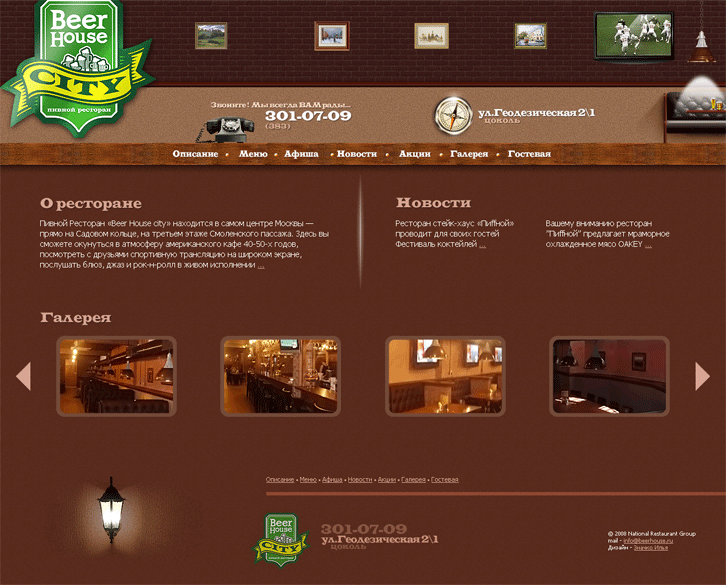 Beer
House
CITY
пивной ресторан
Звоните! Мы всегда ВАМ рады...
301-07-09
(383)
ул.Геодезическая 2\1
цоколь
Описание • Меню • Афиша • Новости • Акции • Галерея • Гостевая
О ресторане
Пивной Ресторан «Beer House city» находится в самом центре Москвы —
прямо на Садовом кольце, на третьем этаже Смоленского пассажа. Здесь вы
сможете окунуться в атмосферу американского кафе 40-50-х годов,
посмотреть с друзьями спортивную трансляцию на широком экране,
послушать блюз, джаз и рок-н-ролл в живом исполнении ...
Новости
Ресторан стейк-хаус «Пиffной»
проводит для своих гостей
Фестиваль коктейлей ...
Вашему вниманию ресторан
"Пиffной" предлагает мраморное
охлажденное мясо OAKEY ...
Галерея
Описание • Меню • Афиша • Новости • Акции • Галерея • Гостевая
Beer
House
CITY
301-07-09
ул.Геодезическая 2\1
цоколь
© 2008 National Restaurant Group
mail - info@beerhouse.ru
Дизайн - Знаеко Илья